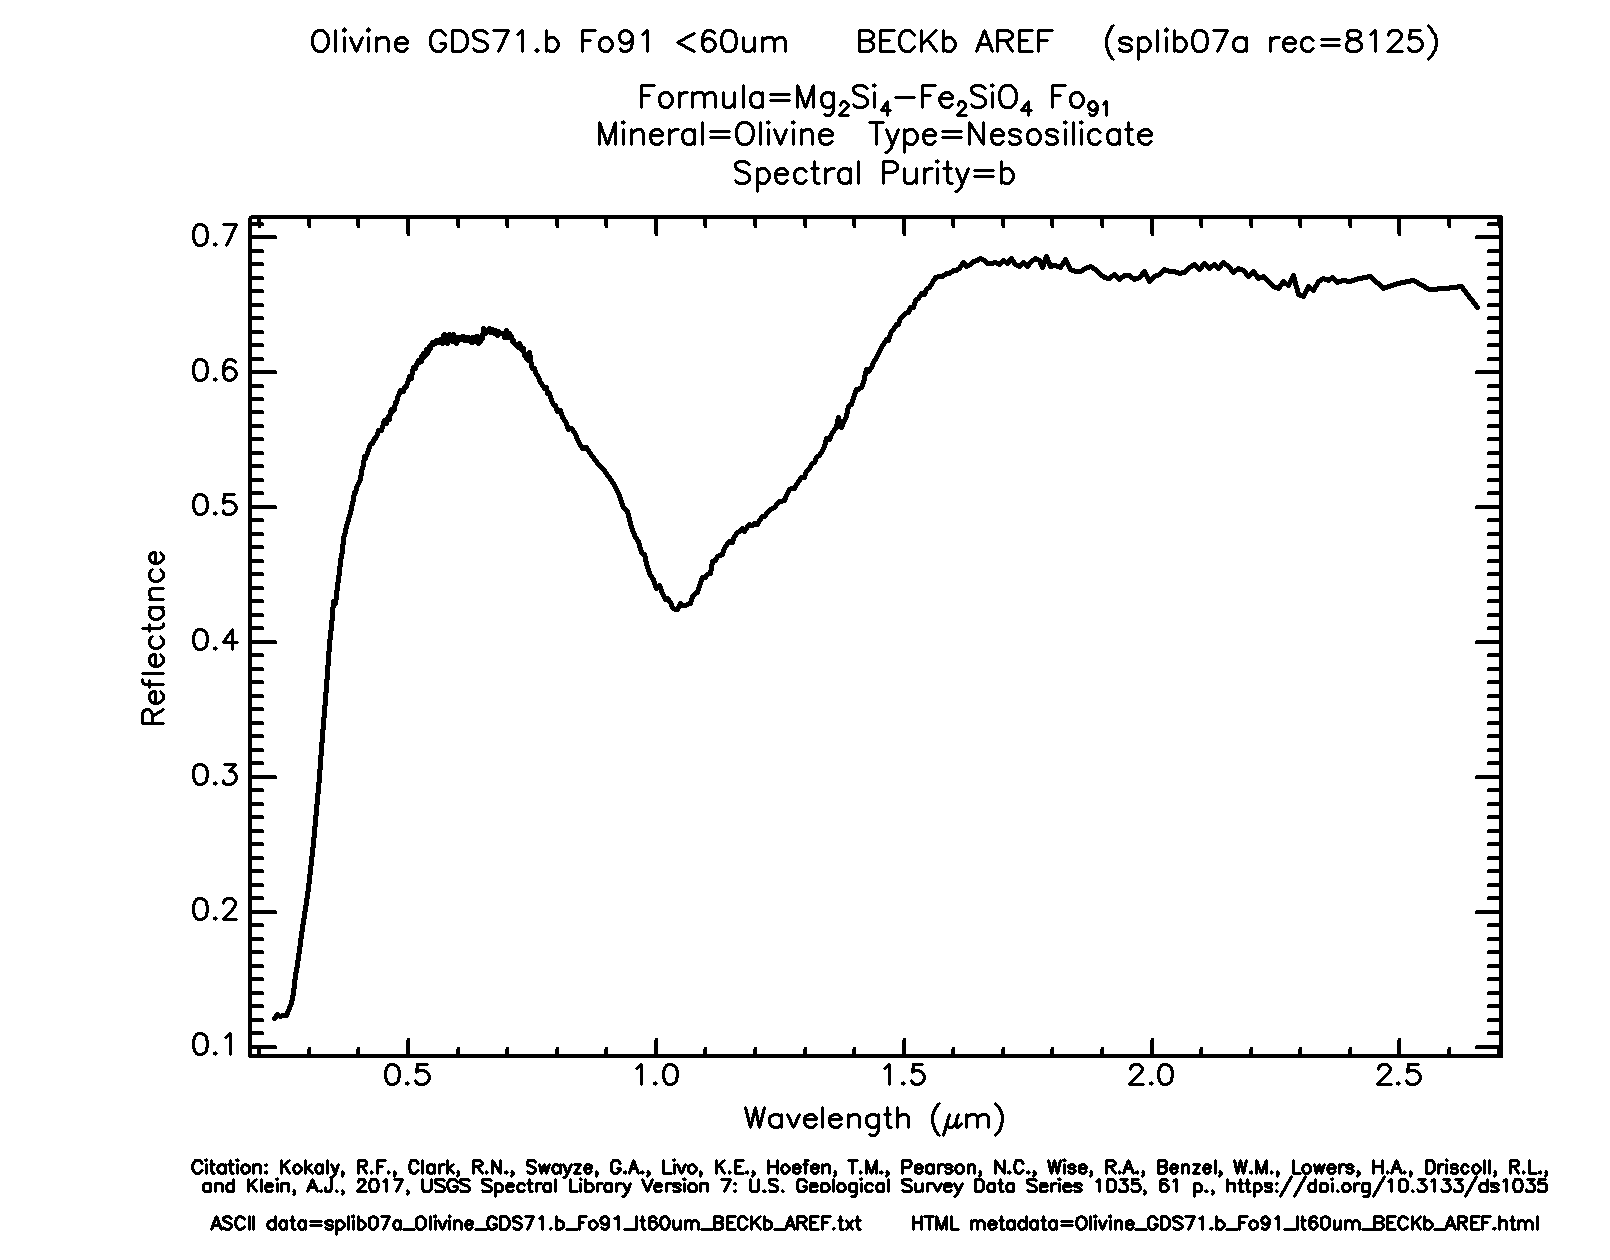 Olivine GDS71.b Fo91 <60um BECKb AREF (splib07a rec=8125)
Formula=Mg₂Si₄−Fe₂SiO₄ Fo₉₁
Mineral=Olivine Type=Nesosilicate
Spectral Purity=b
0.7
0.6
0.5
0.4
0.3
0.2
0.1
Reflectance
0.5 1.0 1.5 2.0 2.5
Wavelength (μm)
Citation: Kokaly, R.F., Clark, R.N., Swayze, G.A., Livo, K.E., Hoefen, T.M., Pearson, N.C., Wise, R.A., Benzel, W.M., Lowers, H.A., Driscoll, R.L.,
and Klein, A.J., 2017, USGS Spectral Library Version 7: U.S. Geological Survey Data Series 1035, 61 p., https://doi.org/10.3133/ds1035
ASCII data=splib07a_Olivine_GDS71.b_Fo91_lt60um_BECKb_AREF.txt HTML metadata=Olivine_GDS71.b_Fo91_lt60um_BECKb_AREF.html